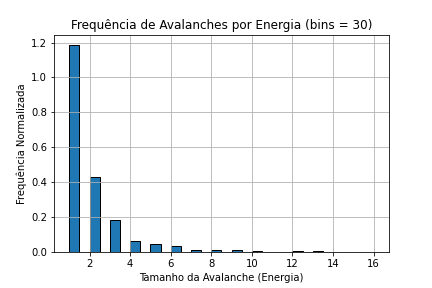 Frequência de Avalanches por Energia (bins = 30)
Frequência Normalizada
1.2
1.0
0.8
0.6
0.4
0.2
0.0
2 4 6 8 10 12 14 16
Tamanho da Avalanche (Energia)